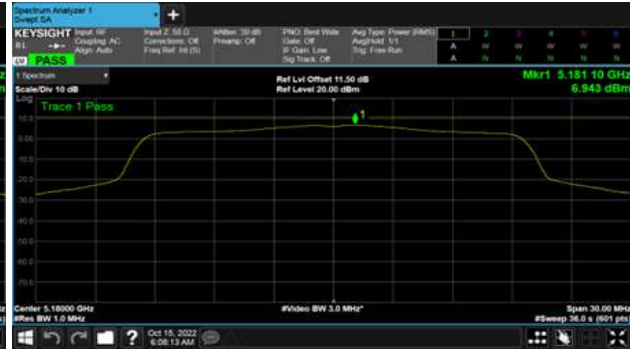 Spectrum Analyzer 1
Swept SA
+
KEYSIGHT Input: RF Input Z: 50 Ω #Atten: 30 dB PNO: Best Wide Avg Type: Power (RMS) 1 2 3 4 5 6
RL Coupling: AC Corrections: Off Preamp: Off Gate: Off Avg|Hold: 1/1 A W W W W W
Align: Auto Freq Ref: Int (S) IF Gain: Low Trig: Free Run
PASS Sig Track: Off A N N N N N
1 Spectrum Ref Lvl Offset 11.50 dB Mkr1 5.181 10 GHz
Scale/Div 10 dB Ref Level 20.00 dBm 6.943 dBm
Log
Trace 1 Pass
10.0
1
0.00
-10.0
-20.0
-30.0
-40.0
-50.0
-60.0
-70.0
Center 5.18000 GHz #Video BW 3.0 MHz* Span 30.00 MHz
#Res BW 1.0 MHz #Sweep 36.0 s (601 pts)
? Oct 15, 2022
6:08:13 AM